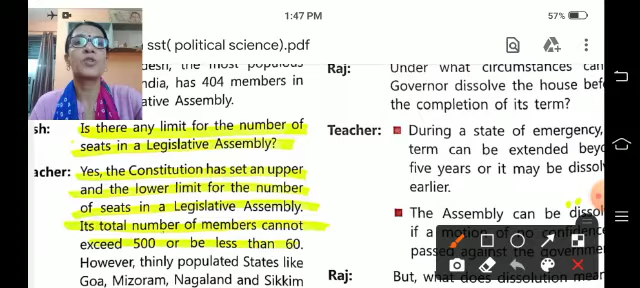 1:47 PM
57%
sst( political science).pdf
desh, the most populous
ndia, has 404 members in
ative Assembly.
sh: Is there any limit for the number of
seats in a Legislative Assembly?
acher: Yes, the Constitution has set an upper
and the lower limit for the number
of seats in a Legislative Assembly.
Its total number of members cannot
exceed 500 or be less than 60.
However, thinly populated States like
Goa, Mizoram, Nagaland and Sikkim
Raj: Under what circumstances can
Governor dissolve the house bef
the completion of its term?
Teacher: During a state of emergency,
term can be extended bey
five years or it may be dissol
earlier.
The Assembly can be dissol
if a motion of no confidenc
passed against the governme
Raj: But, what does dissolution mean